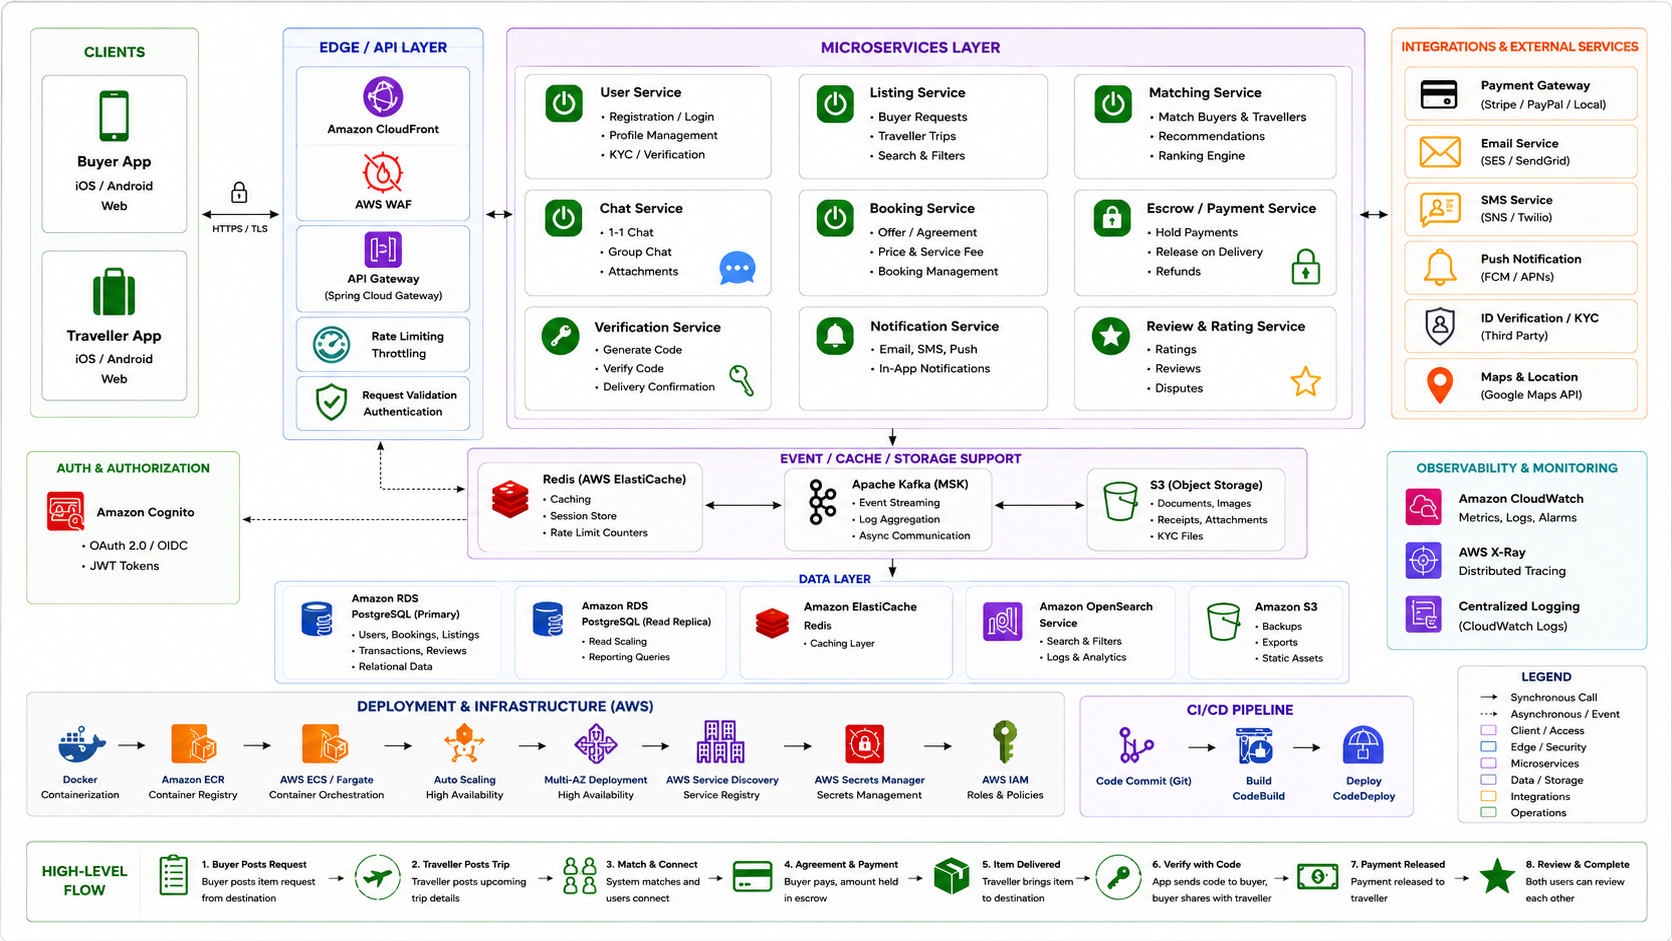 CLIENTS
Buyer App
iOS / Android
Web
Traveller App
iOS / Android
Web
HTTPS / TLS
EDGE / API LAYER
Amazon CloudFront
AWS WAF
API Gateway
(Spring Cloud Gateway)
Rate Limiting
Throttling
Request Validation
Authentication
MICROSERVICES LAYER
User Service
• Registration / Login
• Profile Management
• KYC / Verification
Listing Service
• Buyer Requests
• Traveller Trips
• Search & Filters
Matching Service
• Match Buyers & Travellers
• Recommendations
• Ranking Engine
Chat Service
• 1-1 Chat
• Group Chat
• Attachments
Booking Service
• Offer / Agreement
• Price & Service Fee
• Booking Management
Escrow / Payment Service
• Hold Payments
• Release on Delivery
• Refunds
Verification Service
• Generate Code
• Verify Code
• Delivery Confirmation
Notification Service
• Email, SMS, Push
• In-App Notifications
Review & Rating Service
• Ratings
• Reviews
• Disputes
INTEGRATIONS & EXTERNAL SERVICES
Payment Gateway
(Stripe / PayPal / Local)
Email Service
(SES / SendGrid)
SMS Service
(SNS / Twilio)
Push Notification
(FCM / APNs)
ID Verification / KYC
(Third Party)
Maps & Location
(Google Maps API)
AUTH & AUTHORIZATION
Amazon Cognito
• OAuth 2.0 / OIDC
• JWT Tokens
EVENT / CACHE / STORAGE SUPPORT
Redis (AWS ElastiCache)
• Caching
• Session Store
• Rate Limit Counters
Apache Kafka (MSK)
• Event Streaming
• Log Aggregation
• Async Communication
S3 (Object Storage)
• Documents, Images
• Receipts, Attachments
• KYC Files
OBSERVABILITY & MONITORING
Amazon CloudWatch
Metrics, Logs, Alarms
AWS X-Ray
Distributed Tracing
Centralized Logging
(CloudWatch Logs)
DATA LAYER
Amazon RDS
PostgreSQL (Primary)
• Users, Bookings, Listings
• Transactions, Reviews
• Relational Data
Amazon RDS
PostgreSQL (Read Replica)
• Read Scaling
• Reporting Queries
Amazon ElastiCache
Redis
• Caching Layer
Amazon OpenSearch
Service
• Search & Filters
• Logs & Analytics
Amazon S3
• Backups
• Exports
• Static Assets
DEPLOYMENT & INFRASTRUCTURE (AWS)
Docker
Containerization
Amazon ECR
Container Registry
AWS ECS / Fargate
Container Orchestration
Auto Scaling
High Availability
Multi-AZ Deployment
High Availability
AWS Service Discovery
Service Registry
AWS Secrets Manager
Secrets Management
AWS IAM
Roles & Policies
CI/CD PIPELINE
Code Commit (Git)
Build
CodeBuild
Deploy
CodeDeploy
LEGEND
Synchronous Call
Asynchronous / Event
Client / Access
Edge / Security
Microservices
Data / Storage
Integrations
Operations
HIGH-LEVEL
FLOW
1. Buyer Posts Request
Buyer posts item request
from destination
2. Traveller Posts Trip
Traveller posts upcoming
trip details
3. Match & Connect
System matches and
users connect
4. Agreement & Payment
Buyer pays, amount held
in escrow
5. Item Delivered
Traveller brings item
to destination
6. Verify with Code
App sends code to buyer,
buyer shares with traveller
7. Payment Released
Payment released to
traveller
8. Review & Complete
Both users can review
each other